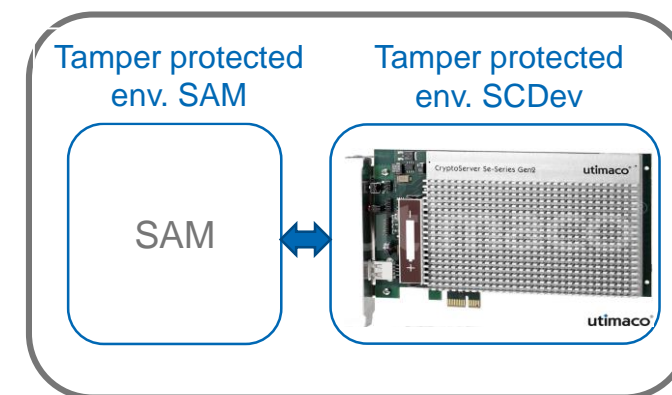 Tamper protected
env. SAM
Tamper protected
env. SCDev
SAM
CryptoServer Se-Series Gen2
utimaco
utimaco